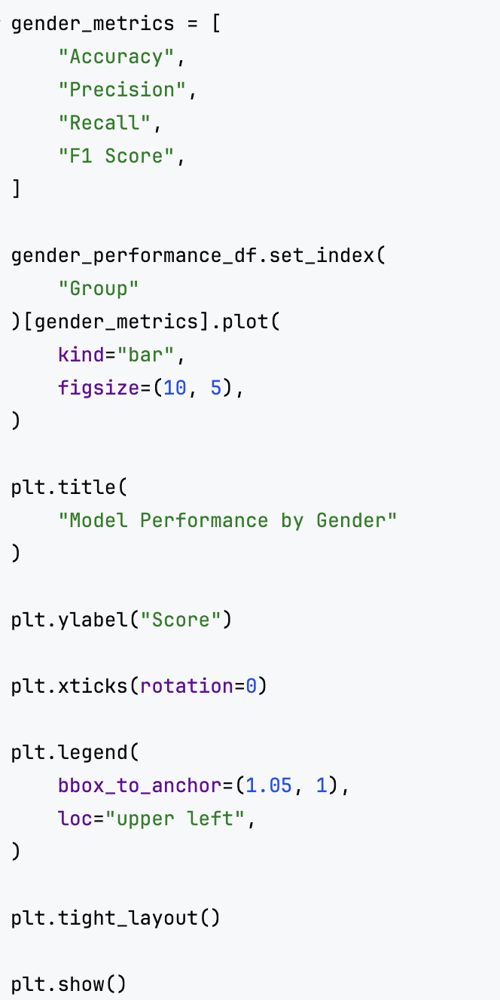 gender_metrics = [
    "Accuracy",
    "Precision",
    "Recall",
    "F1 Score",
]

gender_performance_df.set_index(
    "Group"
)[gender_metrics].plot(
    kind="bar",
    figsize=(10, 5),
)

plt.title(
    "Model Performance by Gender"
)

plt.ylabel("Score")

plt.xticks(rotation=0)

plt.legend(
    bbox_to_anchor=(1.05, 1),
    loc="upper left",
)

plt.tight_layout()

plt.show()